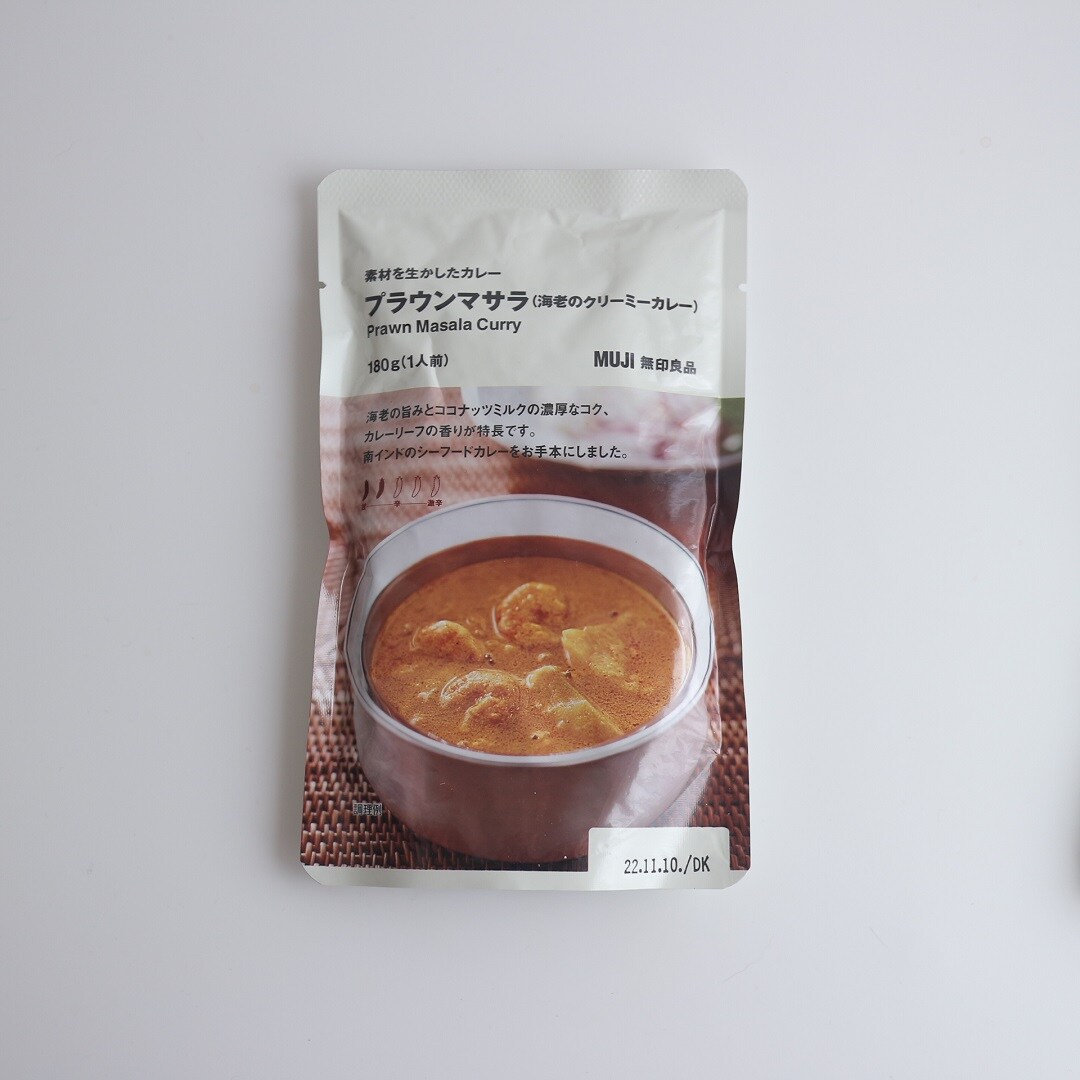 素材を生かしたカレー
プラウンマサラ(海老のクリーミーカレー)
Prawn Masala Curry
180g(1人前)
MUJI 無印良品
海老の旨みとココナッツミルクの濃厚なコク、
カレーリーフの香りが特長です。
南インドのシーフードカレーをお手本にしました。
辛 激辛
調理例
22.11.10./DK